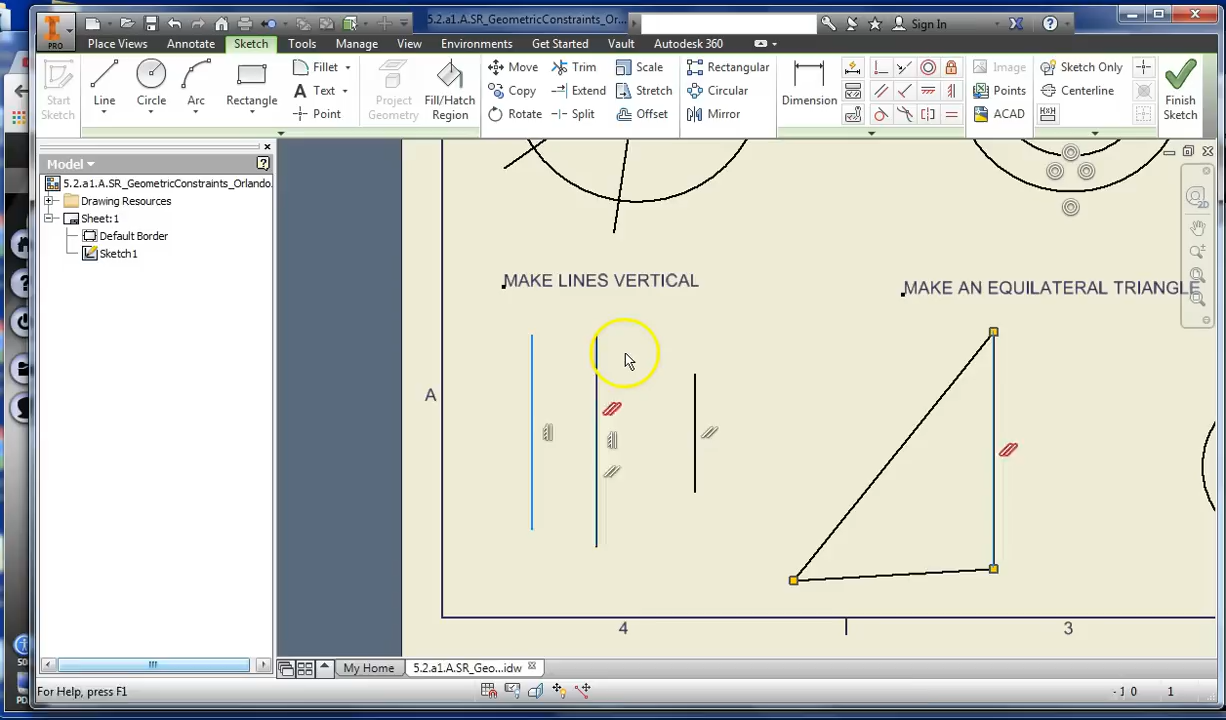 PRO
5.2.a1.A.SR_GeometricConstraints_Or...
Sign In
Place Views
Annotate
Sketch
Tools
Manage
View
Environments
Get Started
Vault
Autodesk 360
Start Sketch
Line
Circle
Arc
Rectangle
Fillet
Text
Point
Project Geometry
Fill/Hatch Region
Move
Copy
Rotate
Trim
Extend
Split
Scale
Stretch
Offset
Rectangular
Circular
Mirror
Dimension
Image
Points
ACAD
Sketch Only
Centerline
Finish Sketch
Model
5.2.a1.A.SR_GeometricConstraints_Orlando.
Drawing Resources
Sheet:1
Default Border
Sketch1
MAKE LINES VERTICAL
MAKE AN EQUILATERAL TRIANGLE
A
4
3
My Home
5.2.a1.A.SR_Geo...idw
For Help, press F1
-1 0
1